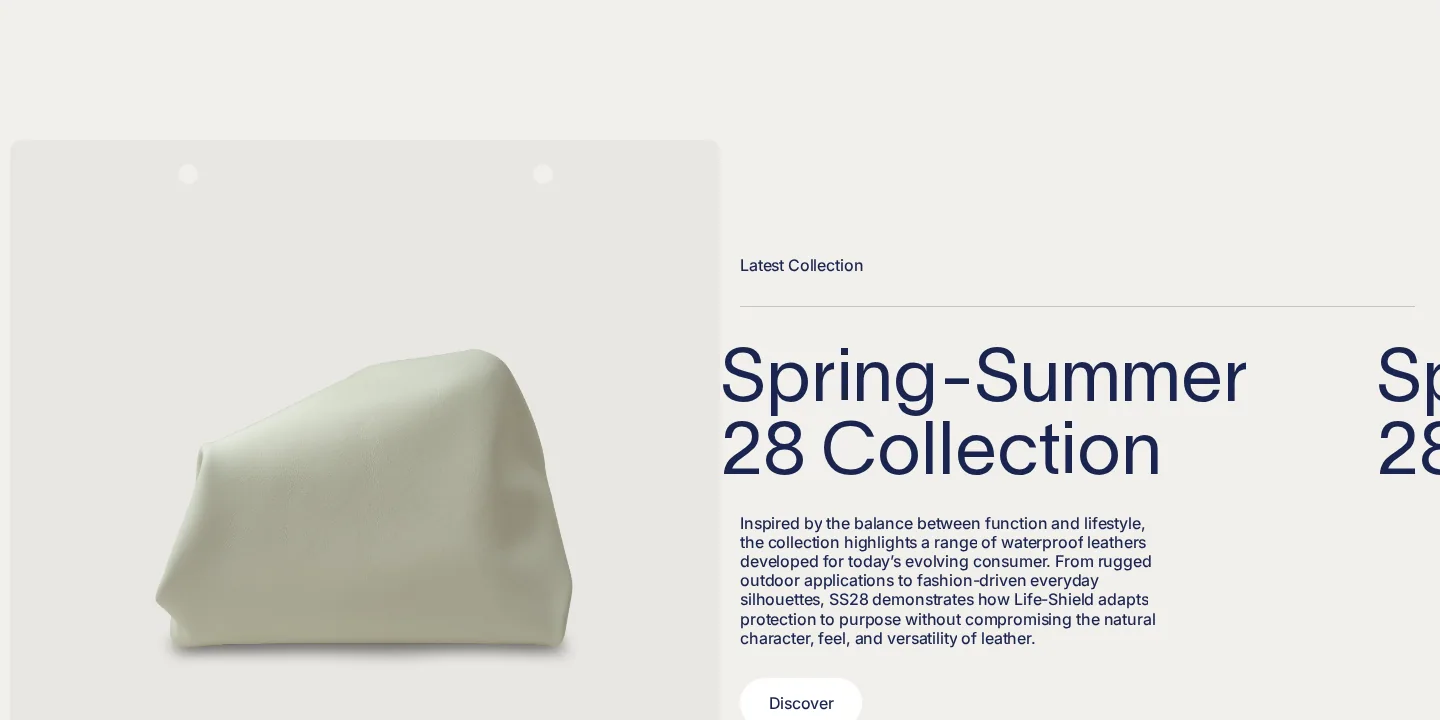 Latest Collection
Spring-Summer
28 Collection
Sp
28
Inspired by the balance between function and lifestyle,
the collection highlights a range of waterproof leathers
developed for today’s evolving consumer. From rugged
outdoor applications to fashion-driven everyday
silhouettes, SS28 demonstrates how Life-Shield adapts
protection to purpose without compromising the natural
character, feel, and versatility of leather.
Discover